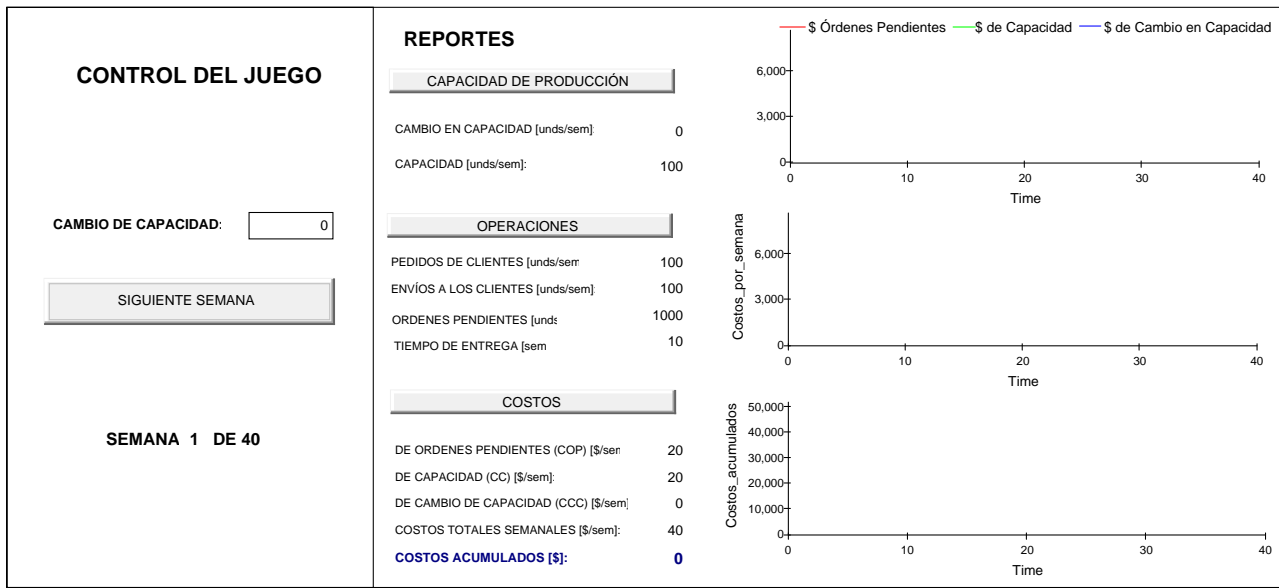 CONTROL DEL JUEGO
CAMBIO DE CAPACIDAD: 0
SIGUIENTE SEMANA
SEMANA 1 DE 40
REPORTES
CAPACIDAD DE PRODUCCIÓN
CAMBIO EN CAPACIDAD [unds/sem]: 0
CAPACIDAD [unds/sem]: 100
OPERACIONES
PEDIDOS DE CLIENTES [unds/sem 100
ENVÍOS A LOS CLIENTES [unds/sem]: 100
ORDENES PENDIENTES [unds 1000
TIEMPO DE ENTREGA [sem 10
COSTOS
DE ORDENES PENDIENTES (COP) [$/sem 20
DE CAPACIDAD (CC) [$/sem]: 20
DE CAMBIO DE CAPACIDAD (CCC) [$/sem] 0
COSTOS TOTALES SEMANALES [$/sem]: 40
COSTOS ACUMULADOS [$]: 0
$ Órdenes Pendientes $ de Capacidad $ de Cambio en Capacidad
6,000
3,000
0
0 10 20 30 40
Time
Costos_por_semana
6,000
3,000
0
0 10 20 30 40
Time
Costos_acumulados
50,000
40,000
30,000
20,000
10,000
0
0 10 20 30 40
Time